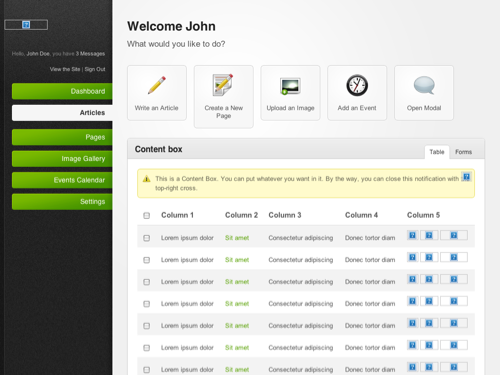 Hello, John Doe, you have 3 Messages
View the Site | Sign Out
Dashboard
Articles
Pages
Image Gallery
Events Calendar
Settings
Welcome John
What would you like to do?
Write an Article
Create a New
Page
Upload an Image
Add an Event
Open Modal
Content box
Table
Forms
This is a Content Box. You can put whatever you want in it. By the way, you can close this notification with
top-right cross.
Column 1 Column 2 Column 3 Column 4 Column 5
Lorem ipsum dolor Sit amet Consectetur adipiscing Donec tortor diam
Lorem ipsum dolor Sit amet Consectetur adipiscing Donec tortor diam
Lorem ipsum dolor Sit amet Consectetur adipiscing Donec tortor diam
Lorem ipsum dolor Sit amet Consectetur adipiscing Donec tortor diam
Lorem ipsum dolor Sit amet Consectetur adipiscing Donec tortor diam
Lorem ipsum dolor Sit amet Consectetur adipiscing Donec tortor diam
Lorem ipsum dolor Sit amet Consectetur adipiscing Donec tortor diam